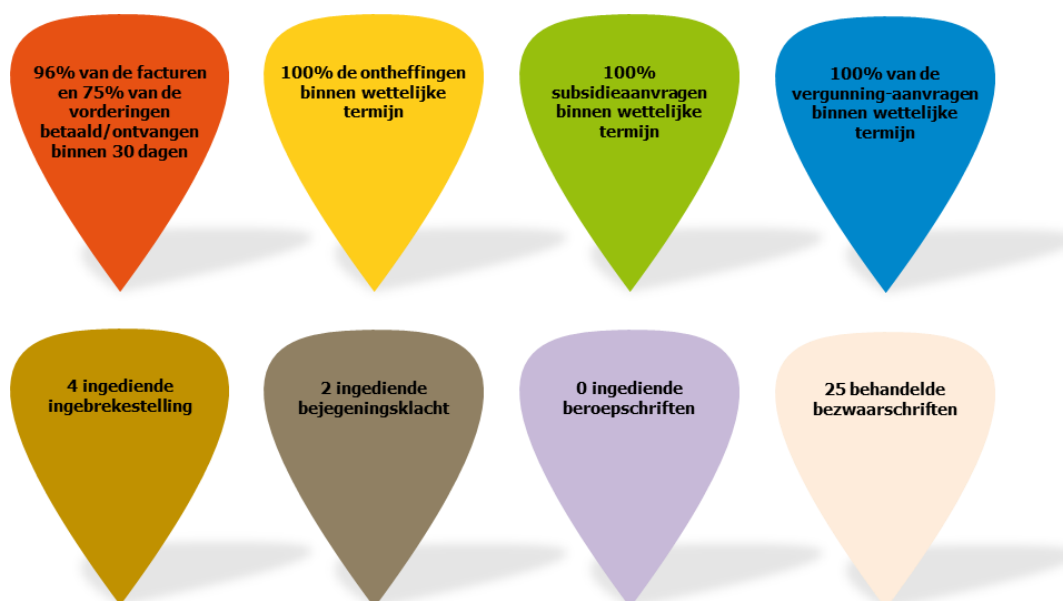 96% van de facturen
en 75% van de
vorderingen
betaald/ontvangen
binnen 30 dagen
100% de ontheffingen
binnen wettelijke
termijn
100%
subsidieaanvragen
binnen wettelijke
termijn
100% van de
vergunning-aanvragen
binnen wettelijke
termijn
4 ingediende
ingebrekestelling
2 ingediende
bejegeningsklacht
0 ingediende
beroepschriften
25 behandelde
bezwaarschriften